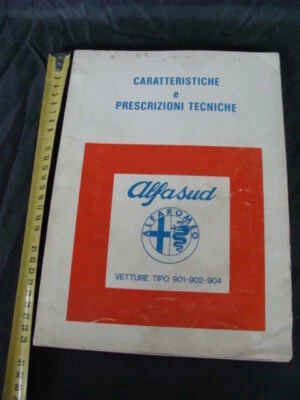 CARATTERISTICHE
e
PRESCRIZIONI TECNICHE
alfasud
ALFA ROMEO
VETTURE TIPO 901-902-904